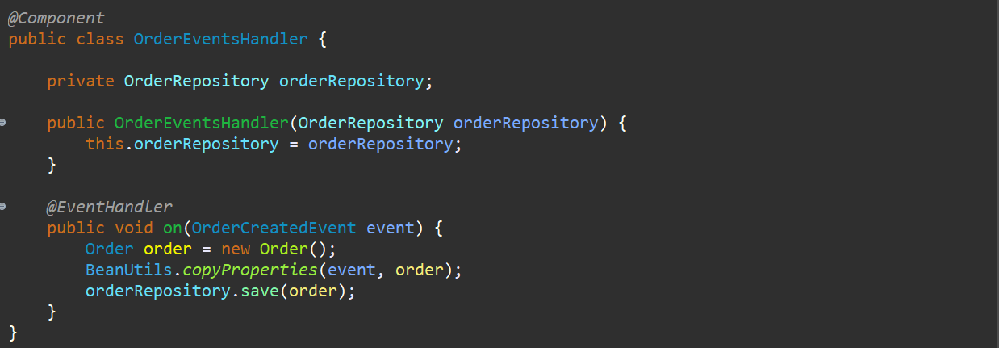 @Component
public class OrderEventsHandler {
private OrderRepository orderRepository;
public OrderEventsHandler(OrderRepository orderRepository) {
this.orderRepository = orderRepository;
}
@EventHandler
public void on(OrderCreatedEvent event) {
Order order = new Order();
BeanUtils.copyProperties(event, order);
orderRepository.save(order);
}
}